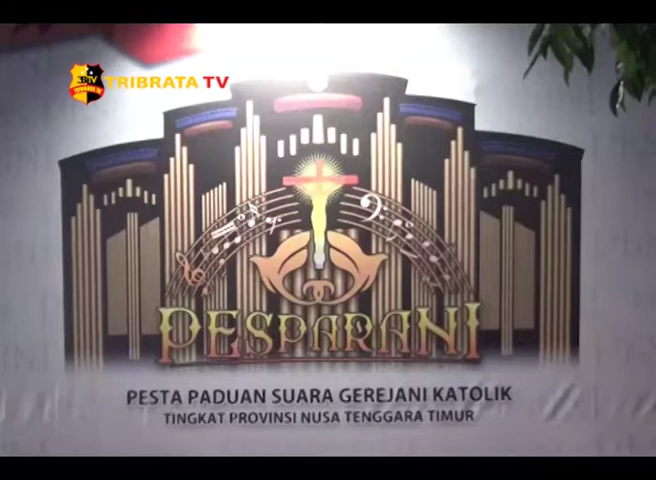 TRIBRATA TV
PESPARANI
PESTA PADUAN SUARA GEREJANI KATOLIK
TINGKAT PROVINSI NUSA TENGGARA TIMUR